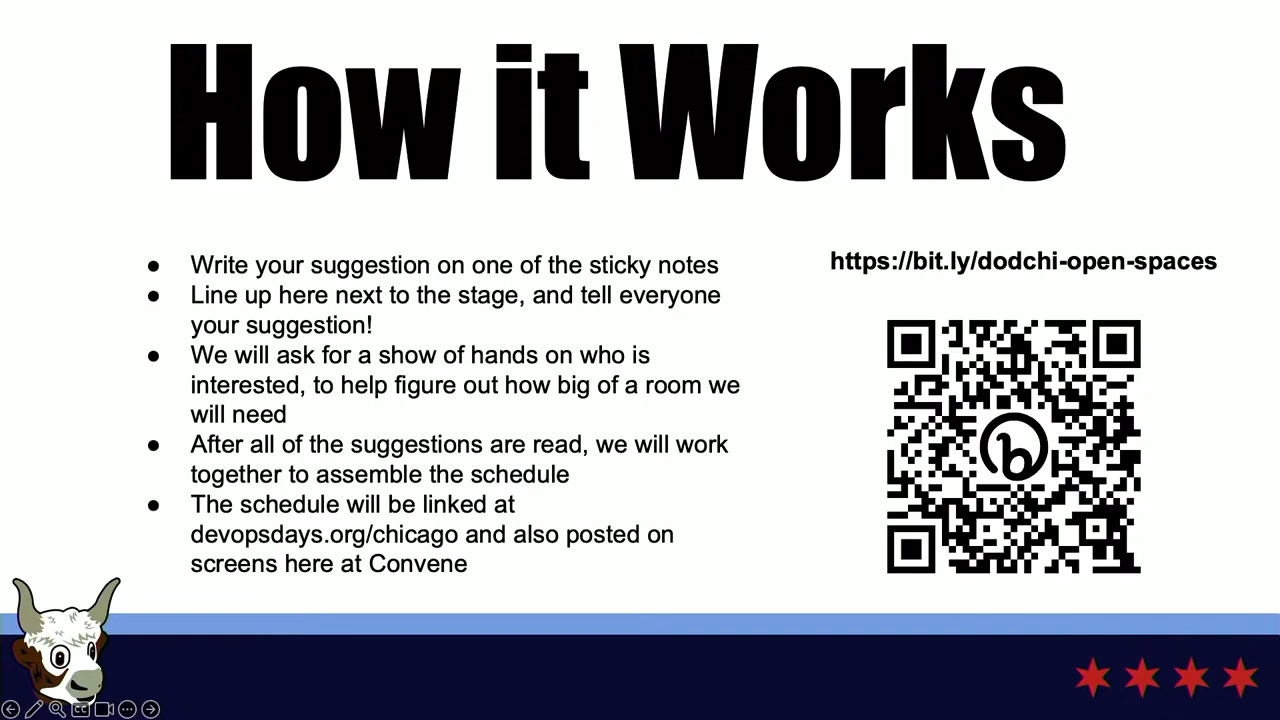 How it Works
● Write your suggestion on one of the sticky notes
● Line up here next to the stage, and tell everyone
your suggestion!
● We will ask for a show of hands on who is
interested, to help figure out how big of a room we
will need
● After all of the suggestions are read, we will work
together to assemble the schedule
● The schedule will be linked at
devopsdays.org/chicago and also posted on
screens here at Convene
https://bit.ly/dodchi-open-spaces
b
CC